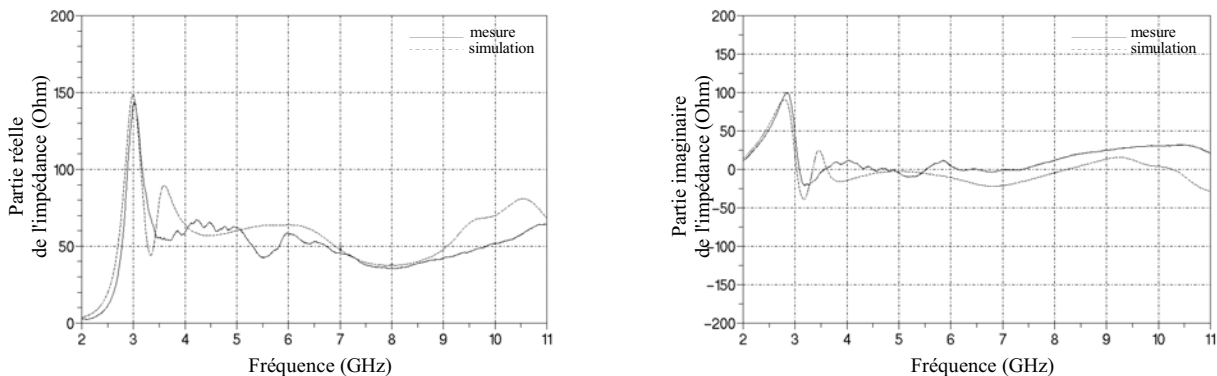 200
150
100
50
0
2 3 4 5 6 7 8 9 10 11
Partie réelle
de l'impédance (Ohm)
Fréquence (GHz)
mesure
simulation
200
150
100
50
0
−50
−100
−150
−200
2 3 4 5 6 7 8 9 10 11
Partie imaginaire
de l'impédance (Ohm)
Fréquence (GHz)
mesure
simulation